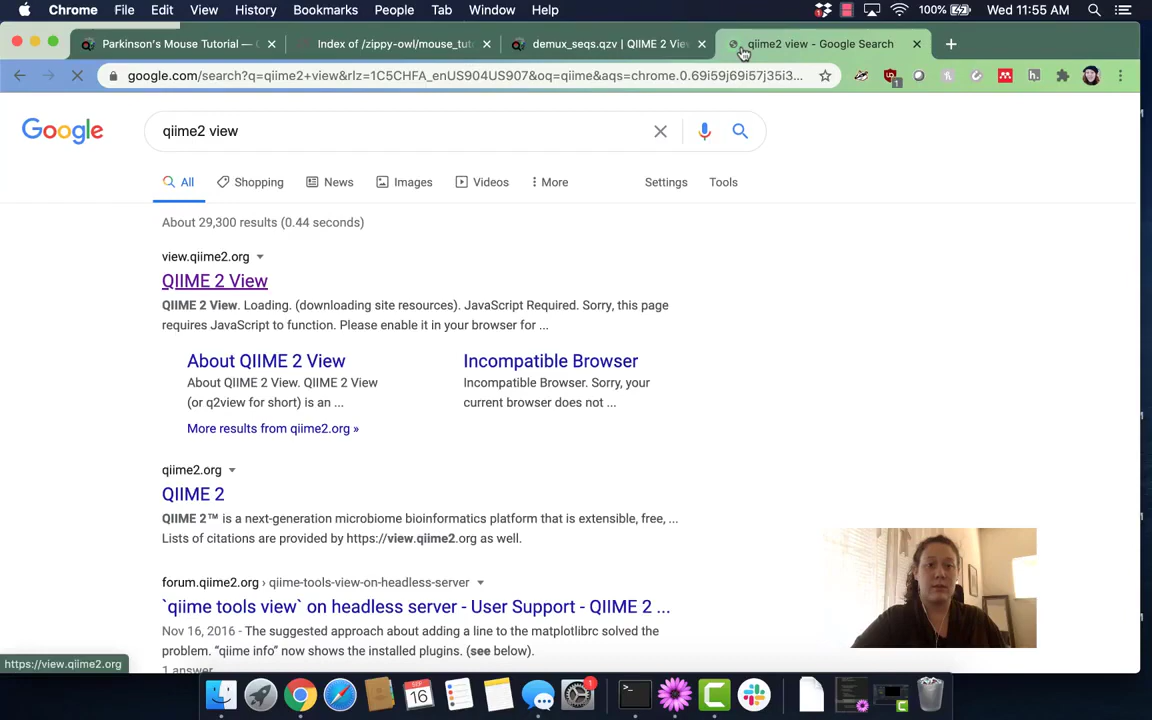 Chrome File Edit View History Bookmarks People Tab Window Help 100% Wed 11:55 AM
Parkinson's Mouse Tutorial — Index of /zippy-owl/mouse_tut demux_seqs.qzv | QIIME 2 View qiime2 view - Google Search
google.com/search?q=qiime2+view&rlz=1C5CHFA_enUS904US907&oq=qiime&aqs=chrome.0.69i59j69i57j35i3...
Google
qiime2 view
All Shopping News Images Videos More Settings Tools
About 29,300 results (0.44 seconds)
view.qiime2.org
QIIME 2 View
QIIME 2 View. Loading. (downloading site resources). JavaScript Required. Sorry, this page
requires JavaScript to function. Please enable it in your browser for ...
About QIIME 2 View
About QIIME 2 View. QIIME 2 View
(or q2view for short) is an ...
Incompatible Browser
Incompatible Browser. Sorry, your
current browser does not ...
More results from qiime2.org »
qiime2.org
QIIME 2
QIIME 2™ is a next-generation microbiome bioinformatics platform that is extensible, free, ...
Lists of citations are provided by https://view.qiime2.org as well.
forum.qiime2.org › qiime-tools-view-on-headless-server
`qiime tools view` on headless server - User Support - QIIME 2 ...
Nov 16, 2016 - The suggested approach about adding a line to the matplotlibrc solved the
problem. "qiime info" now shows the installed plugins. (see below).
1 answer
https://view.qiime2.org
SEP
16
1